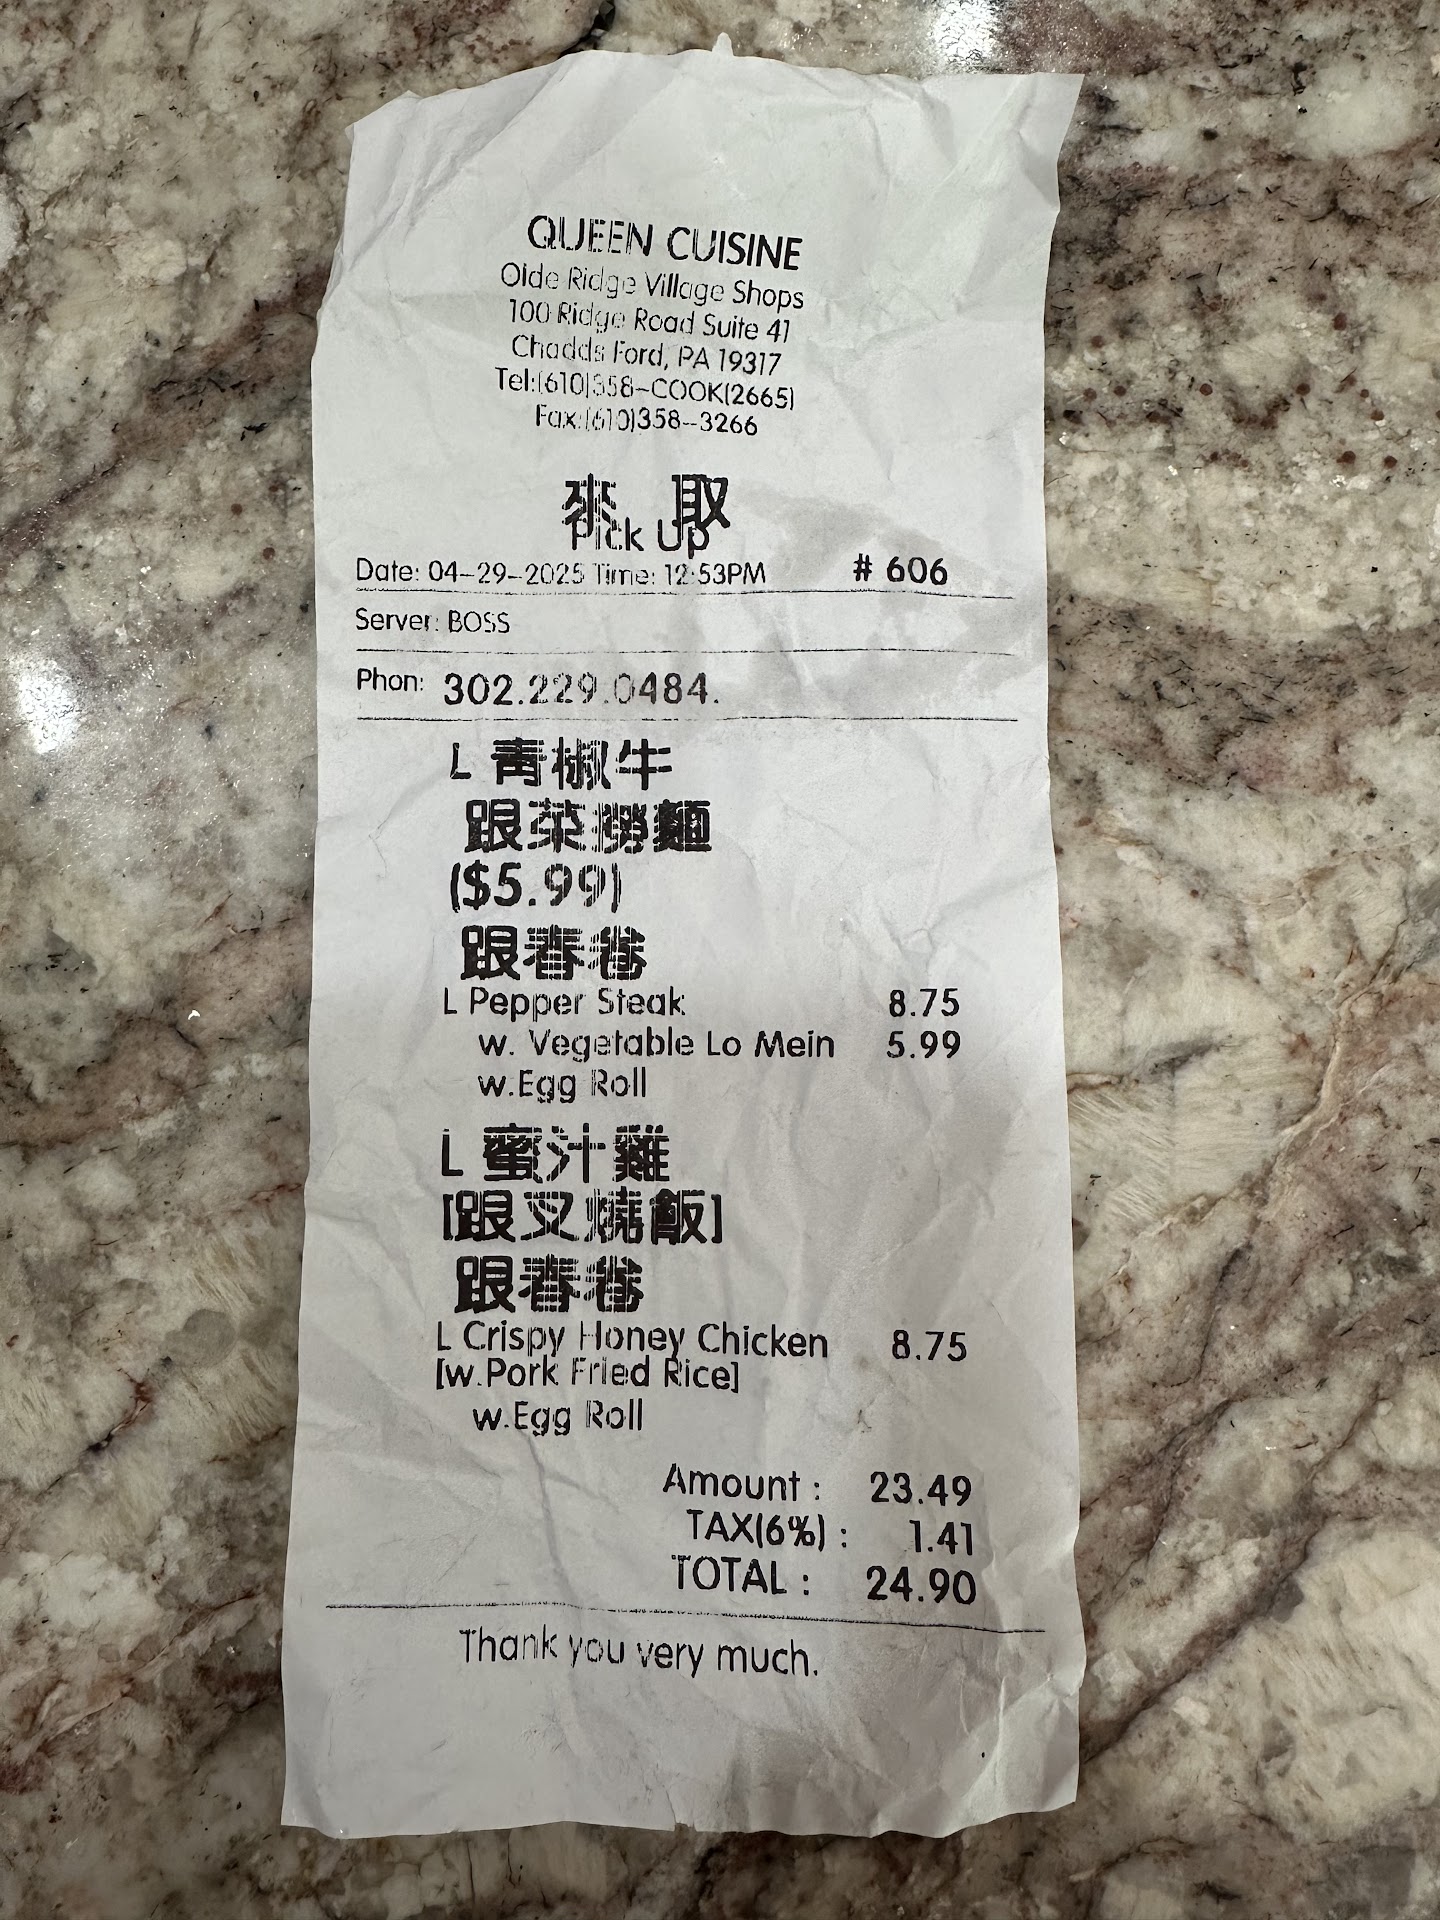 QUEEN CUISINE
Olde Ridge Village Shops
100 Ridge Road Suite 41
Chadds Ford, PA 19317
Tel:(610)358-COOK(2665)
Fax:(610)358--3266
來 取
Pick Up
Date: 04-29-2025 Time: 12:53PM # 606
Server: BOSS
Phon: 302.229.0484.
L 青椒牛
跟菜撈麵
($5.99)
跟春卷
L Pepper Steak 8.75
w. Vegetable Lo Mein 5.99
w.Egg Roll
L 蜜汁雞
[跟叉燒飯]
跟春卷
L Crispy Honey Chicken 8.75
[w.Pork Fried Rice]
w.Egg Roll
Amount : 23.49
TAX(6%) : 1.41
TOTAL : 24.90
Thank you very much.